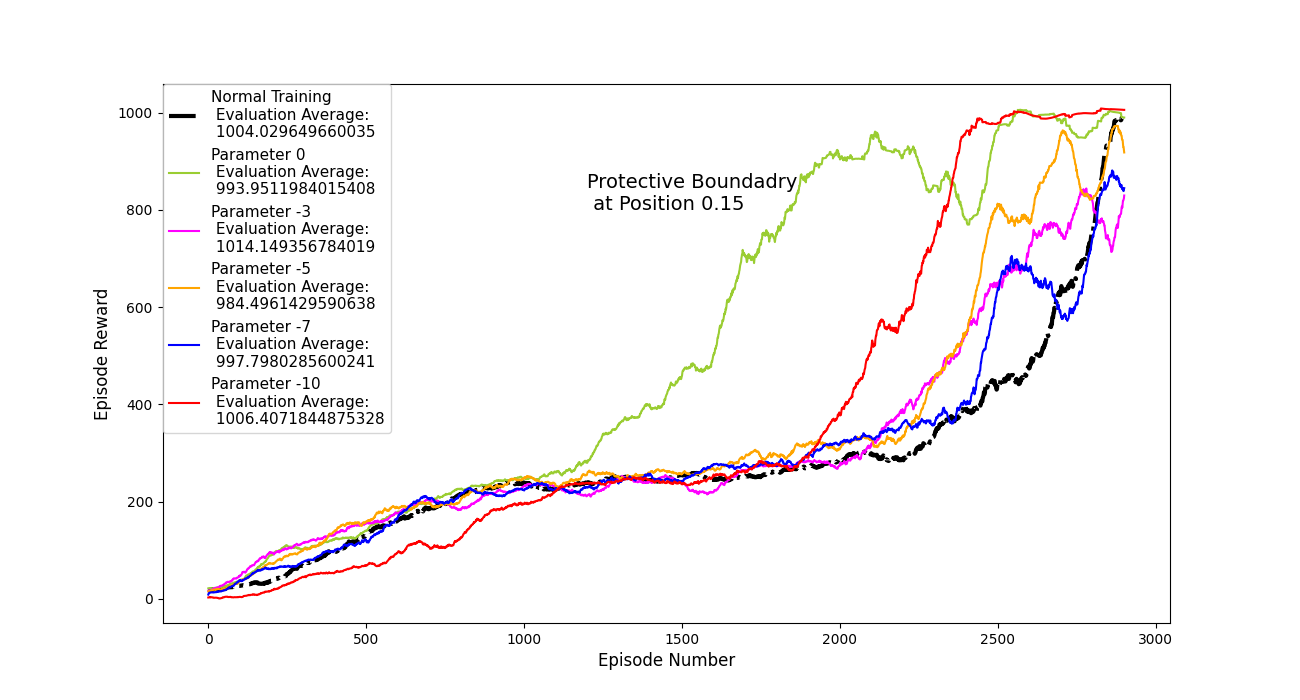 Normal Training
Evaluation Average:
1004.029649660035
Parameter 0
Evaluation Average:
993.9511984015408
Parameter -3
Evaluation Average:
1014.149356784019
Parameter -5
Evaluation Average:
984.4961429590638
Parameter -7
Evaluation Average:
997.7980285600241
Parameter -10
Evaluation Average:
1006.4071844875328
Protective Boundadry
at Position 0.15
Episode Reward
1000
800
600
400
200
0
0
500
1000
1500
2000
2500
3000
Episode Number